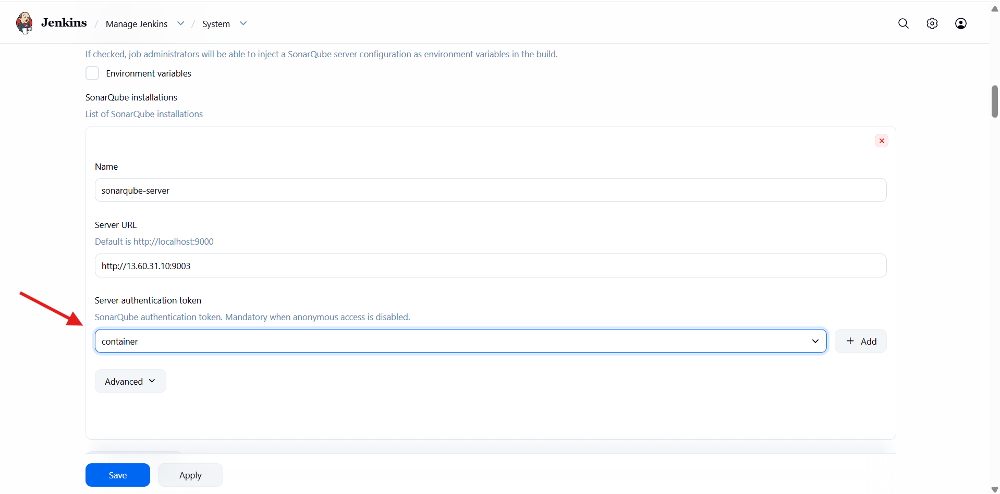 Jenkins / Manage Jenkins / System
If checked, job administrators will be able to inject a SonarQube server configuration as environment variables in the build.
Environment variables
SonarQube installations
List of SonarQube installations
Name
sonarqube-server
Server URL
Default is http://localhost:9000
http://13.60.31.10:9003
Server authentication token
SonarQube authentication token. Mandatory when anonymous access is disabled.
container
+ Add
Advanced
Save Apply